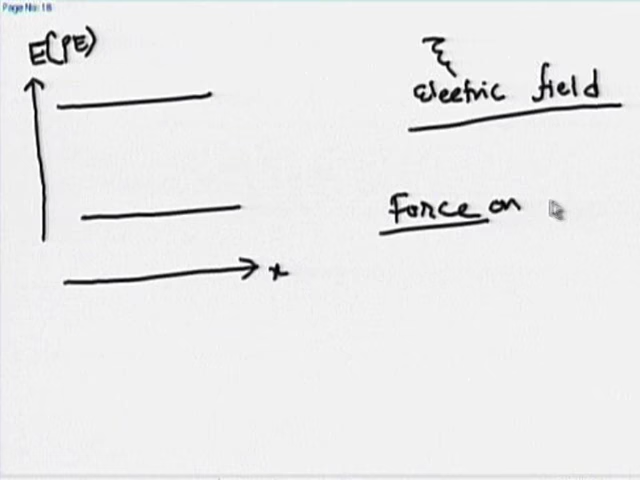 Page No: 18
E(PE)
ξ
electric field
Force on
x